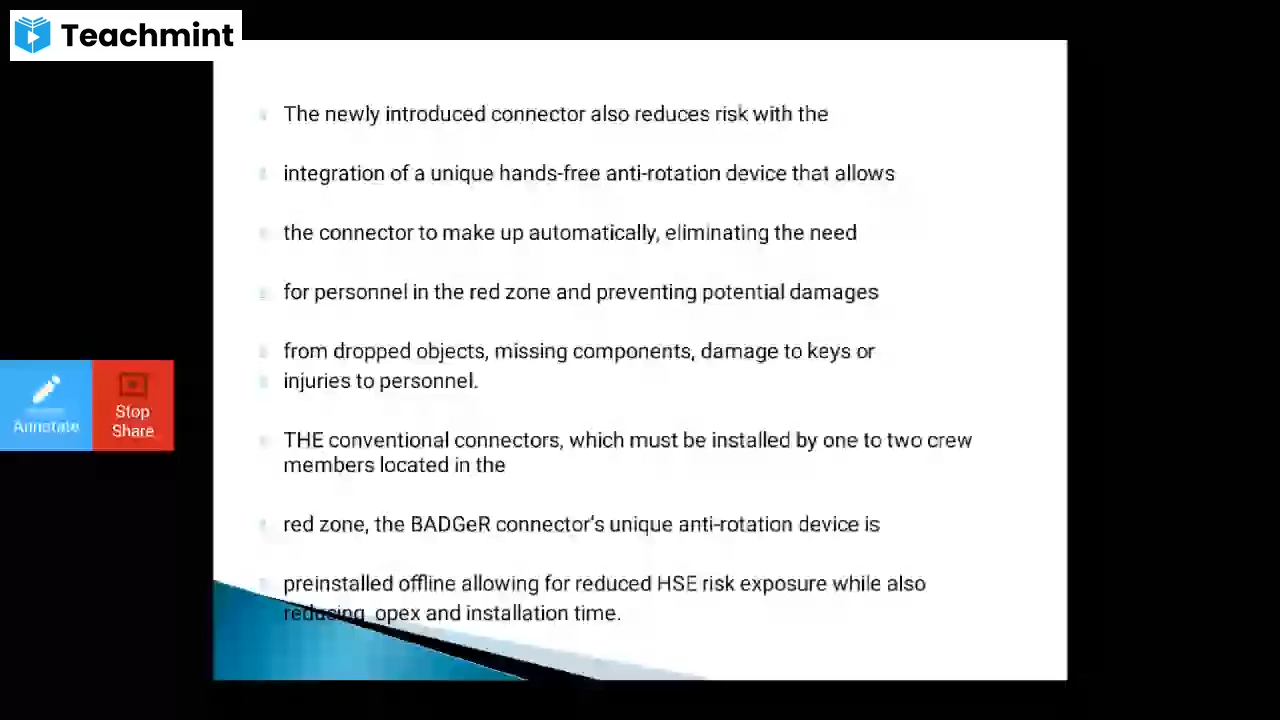 Teachmint
The newly introduced connector also reduces risk with the
integration of a unique hands-free anti-rotation device that allows
the connector to make up automatically, eliminating the need
for personnel in the red zone and preventing potential damages
from dropped objects, missing components, damage to keys or
injuries to personnel.
THE conventional connectors, which must be installed by one to two crew
members located in the
red zone, the BADGeR connector's unique anti-rotation device is
preinstalled offline allowing for reduced HSE risk exposure while also
reducing opex and installation time.
Annotate
Stop
Share